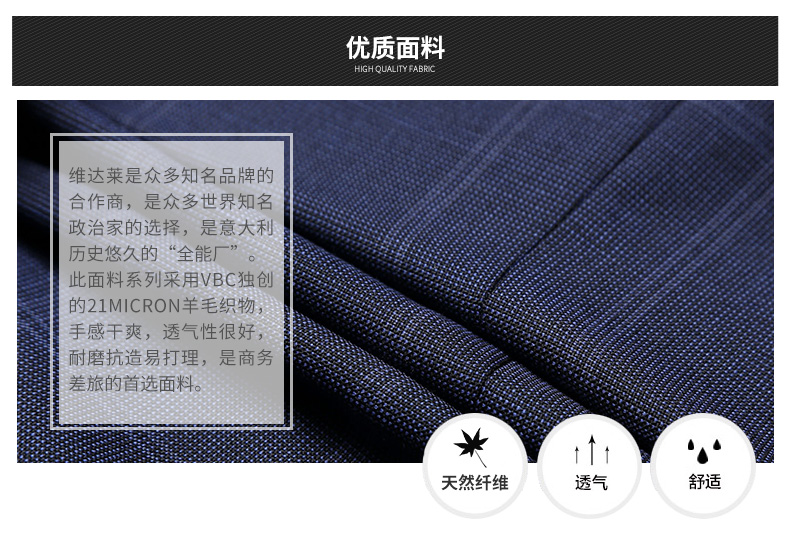 优质面料
HIGH QUALITY FABRIC
维达莱是众多知名品牌的
合作商，是众多世界知名
政治家的选择，是意大利
历史悠久的“全能厂”。
此面料系列采用VBC独创
的21MICRON羊毛织物，
手感干爽，透气性很好，
耐磨抗造易打理，是商务
差旅的首选面料。
天然纤维
透气
舒适